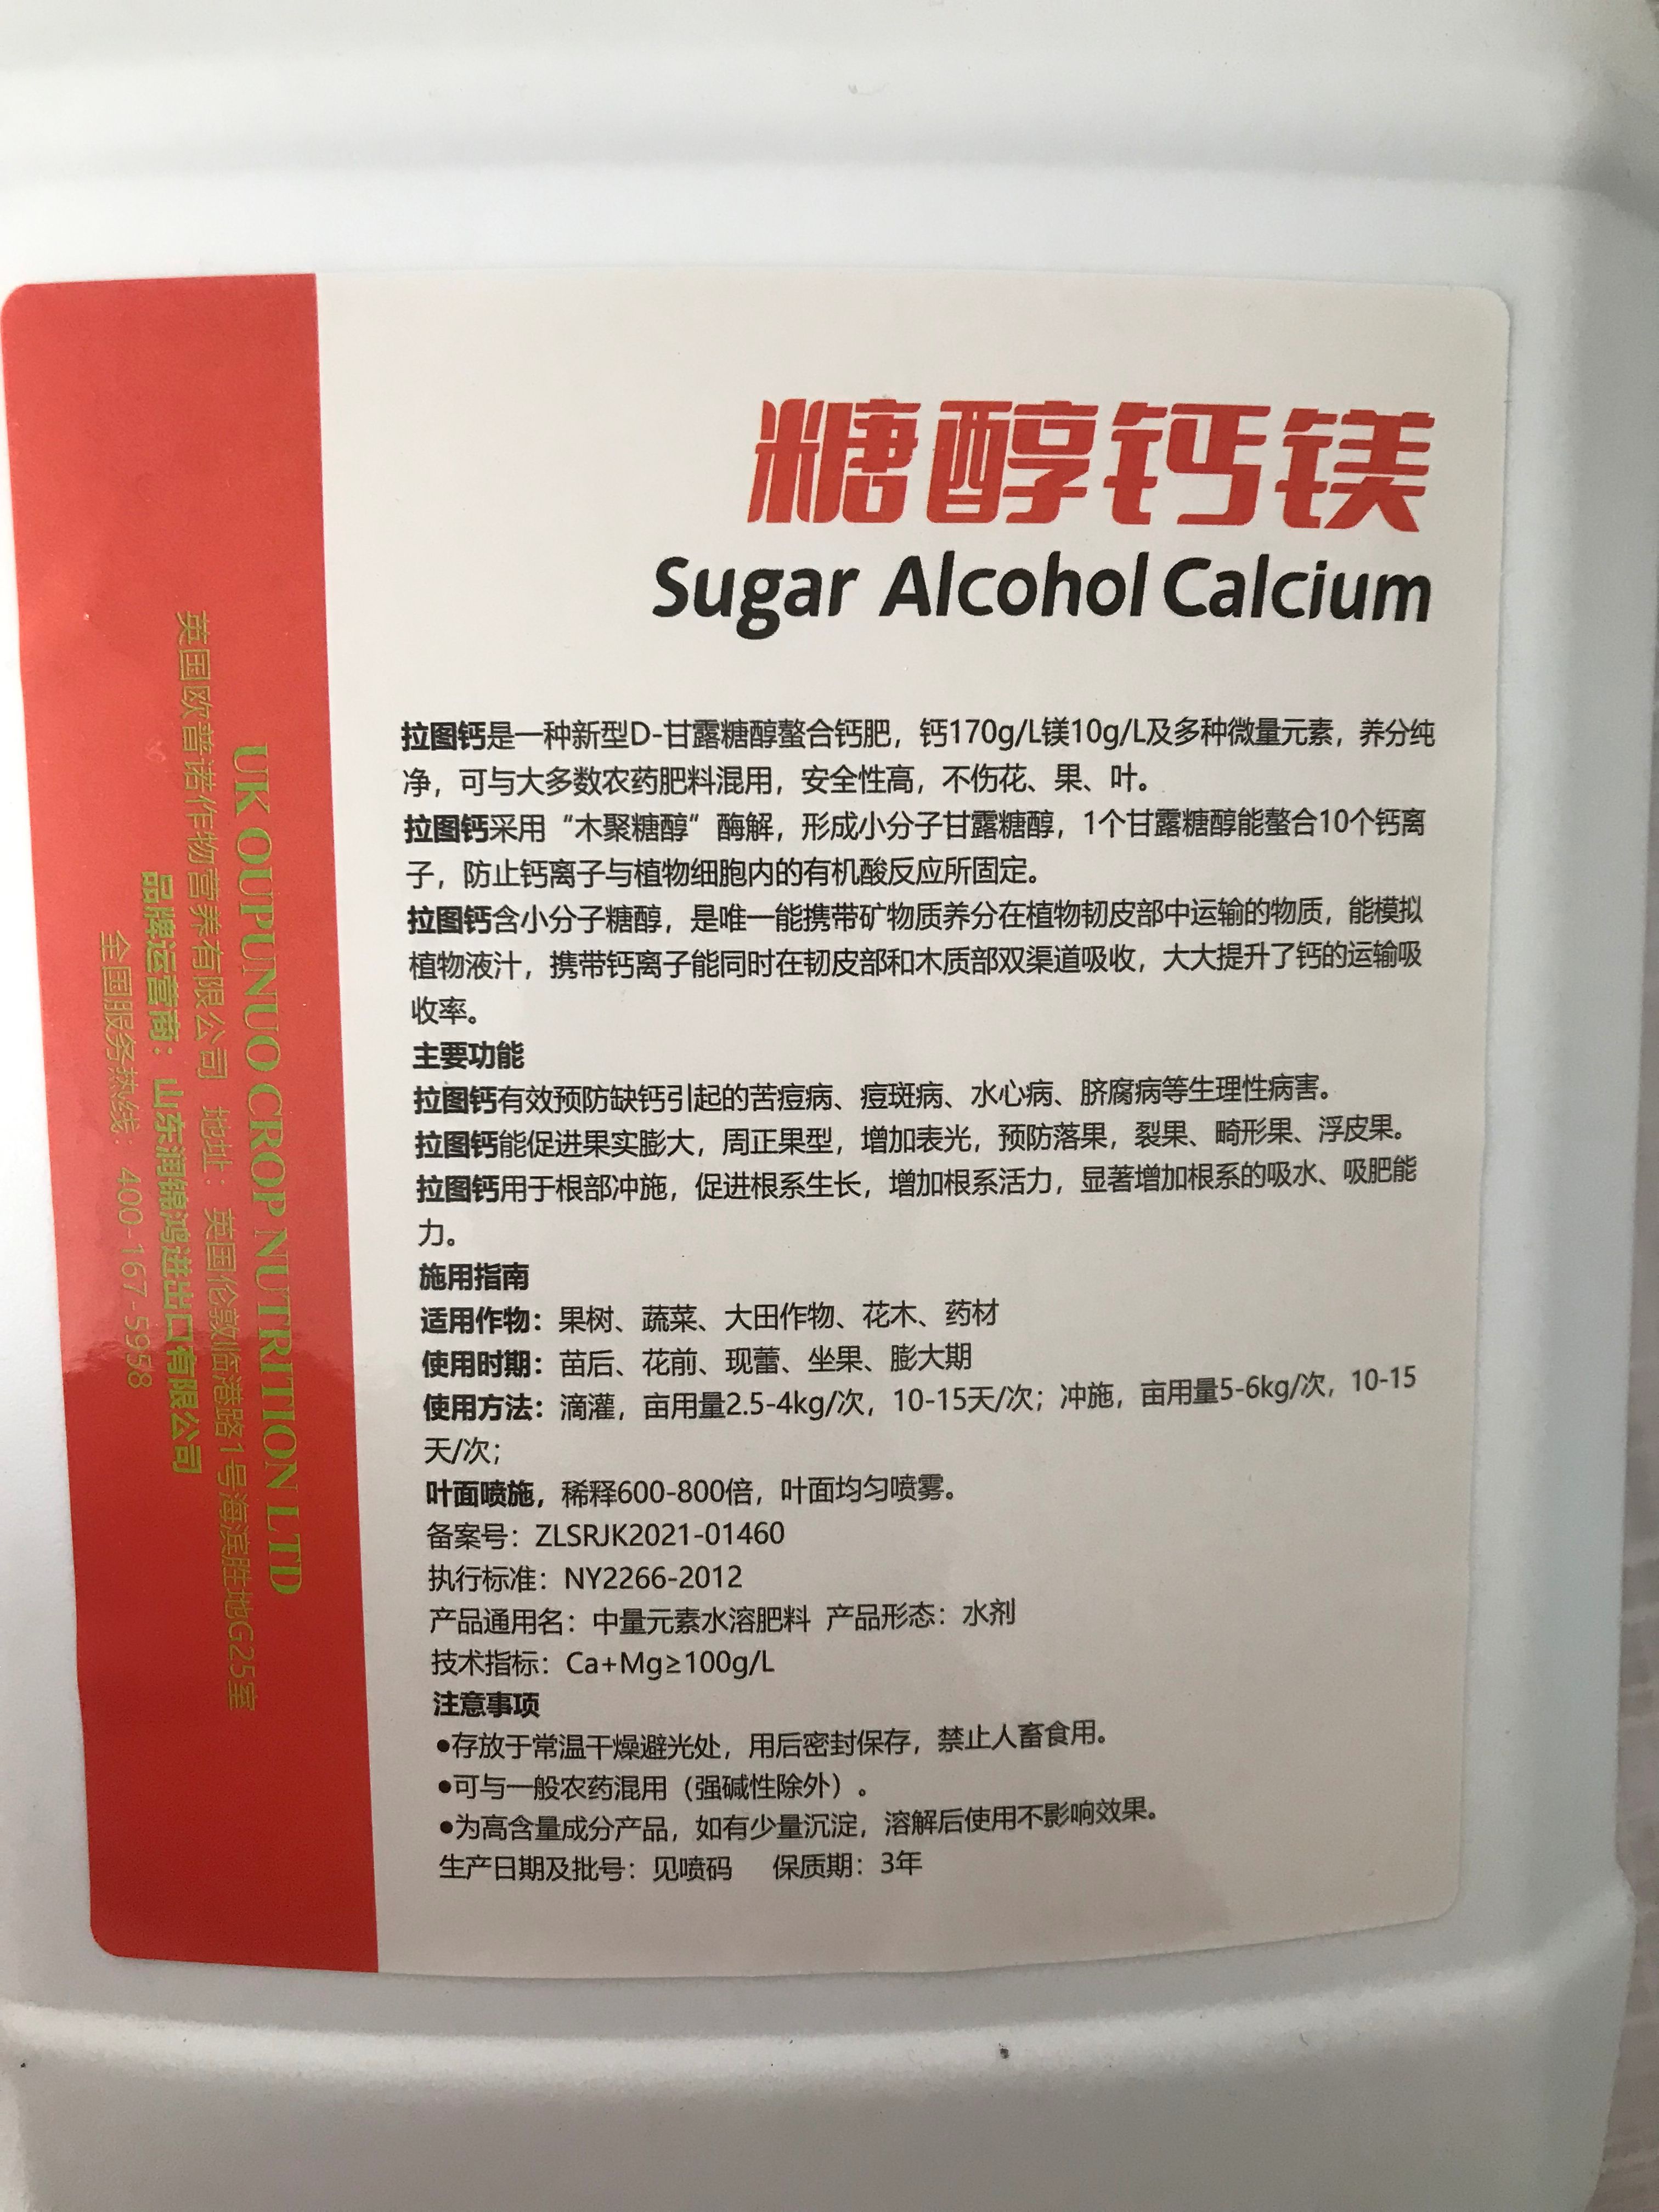 糖醇钙镁
Sugar Alcohol Calcium
拉图钙是一种新型D-甘露糖醇螯合钙肥，钙170g/L镁10g/L及多种微量元素，养分纯
净，可与大多数农药肥料混用，安全性高，不伤花、果、叶。
拉图钙采用“木聚糖醇”酶解，形成小分子甘露糖醇，1个甘露糖醇能螯合10个钙离
子，防止钙离子与植物细胞内的有机酸反应所固定。
拉图钙含小分子糖醇，是唯一能携带矿物质养分在植物韧皮部中运输的物质，能模拟
植物液汁，携带钙离子能同时在韧皮部和木质部双渠道吸收，大大提升了钙的运输吸
收率。
主要功能
拉图钙有效预防缺钙引起的苦痘病、痘斑病、水心病、脐腐病等生理性病害。
拉图钙能促进果实膨大，周正果型，增加表光，预防落果，裂果、畸形果、浮皮果。
拉图钙用于根部冲施，促进根系生长，增加根系活力，显著增加根系的吸水、吸肥能
力。
施用指南
适用作物：果树、蔬菜、大田作物、花木、药材
使用时期：苗后、花前、现蕾、坐果、膨大期
使用方法：滴灌，亩用量2.5-4kg/次，10-15天/次；冲施，亩用量5-6kg/次，10-15
天/次；
叶面喷施，稀释600-800倍，叶面均匀喷雾。
备案号：ZLSRJK2021-01460
执行标准：NY2266-2012
产品通用名：中量元素水溶肥料 产品形态：水剂
技术指标：Ca+Mg≥100g/L
注意事项
●存放于常温干燥避光处，用后密封保存，禁止人畜食用。
●可与一般农药混用（强碱性除外）。
●为高含量成分产品，如有少量沉淀，溶解后使用不影响效果。
生产日期及批号：见喷码 保质期：3年
UK OUPUNUO CROP NUTRITION LTD
英国欧普诺作物营养有限公司 地址：英国伦敦临港路1号海滨胜地G25室
品牌运营商：山东润锦鸿进出口有限公司
全国服务热线：400-167-5958